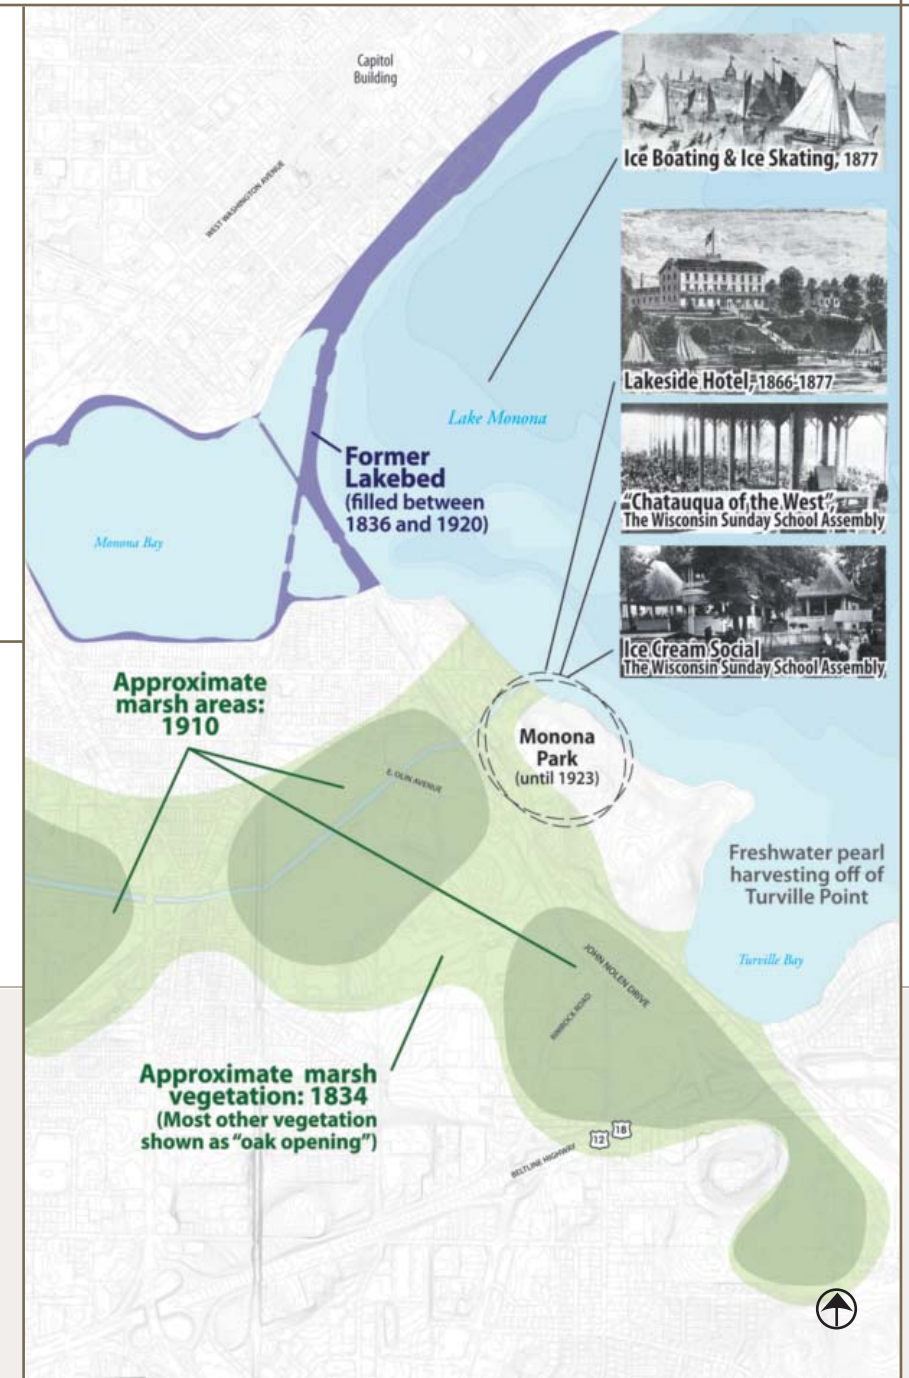 Capitol
Building
WEST WASHINGTON AVENUE
Ice Boating & Ice Skating, 1877
Lakeside Hotel, 1866-1877
Lake Monona
Former
Lakebed
(filled between
1836 and 1920)
"Chatauqua of the West",
The Wisconsin Sunday School Assembly
Monona Bay
Ice Cream Social
The Wisconsin Sunday School Assembly
Approximate
marsh areas:
1910
Monona
Park
(until 1923)
E. OLIN AVENUE
Freshwater pearl
harvesting off of
Turville Point
Turville Bay
JOHN NOLEN DRIVE
RIMROCK ROAD
Approximate marsh
vegetation: 1834
(Most other vegetation
shown as "oak opening")
12
18
BELTLINE HIGHWAY